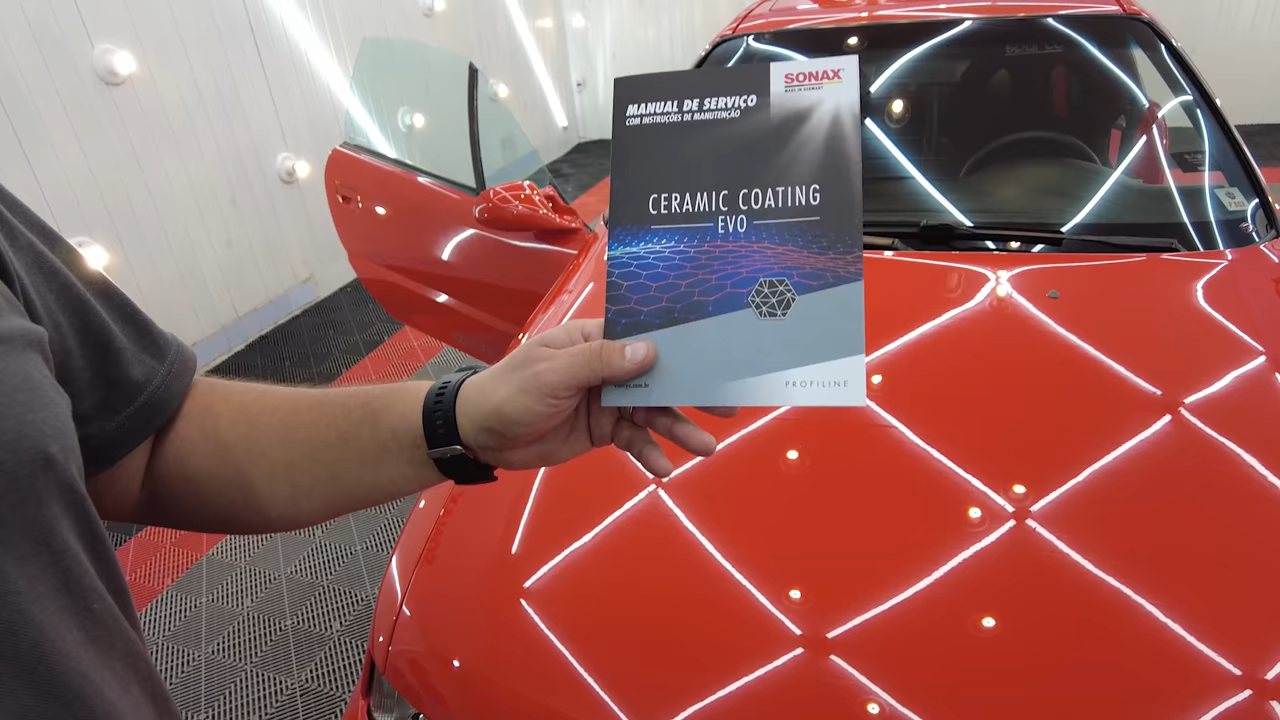 SONAX
MADE IN GERMANY
MANUAL DE SERVIÇO
COM INSTRUÇÕES DE MANUTENÇÃO
CERAMIC COATING
EVO
PROFILINE